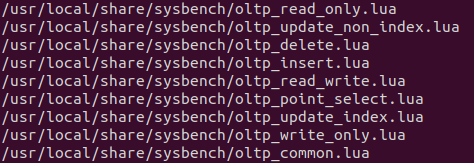 /usr/local/share/sysbench/oltp_read_only.lua
/usr/local/share/sysbench/oltp_update_non_index.lua
/usr/local/share/sysbench/oltp_delete.lua
/usr/local/share/sysbench/oltp_insert.lua
/usr/local/share/sysbench/oltp_read_write.lua
/usr/local/share/sysbench/oltp_point_select.lua
/usr/local/share/sysbench/oltp_update_index.lua
/usr/local/share/sysbench/oltp_write_only.lua
/usr/local/share/sysbench/oltp_common.lua